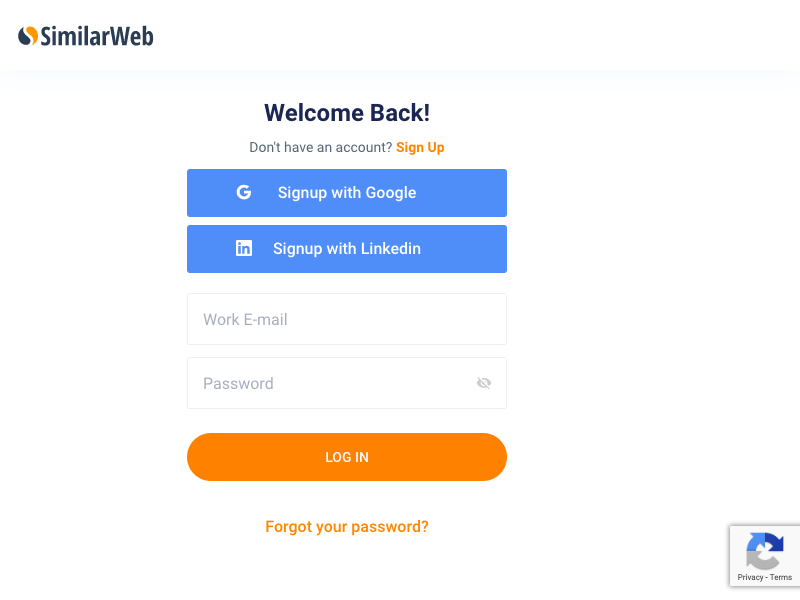 SimilarWeb
Welcome Back!
Don't have an account? Sign Up
Signup with Google
Signup with Linkedin
Work E-mail
Password
LOG IN
Forgot your password?
Privacy - Terms